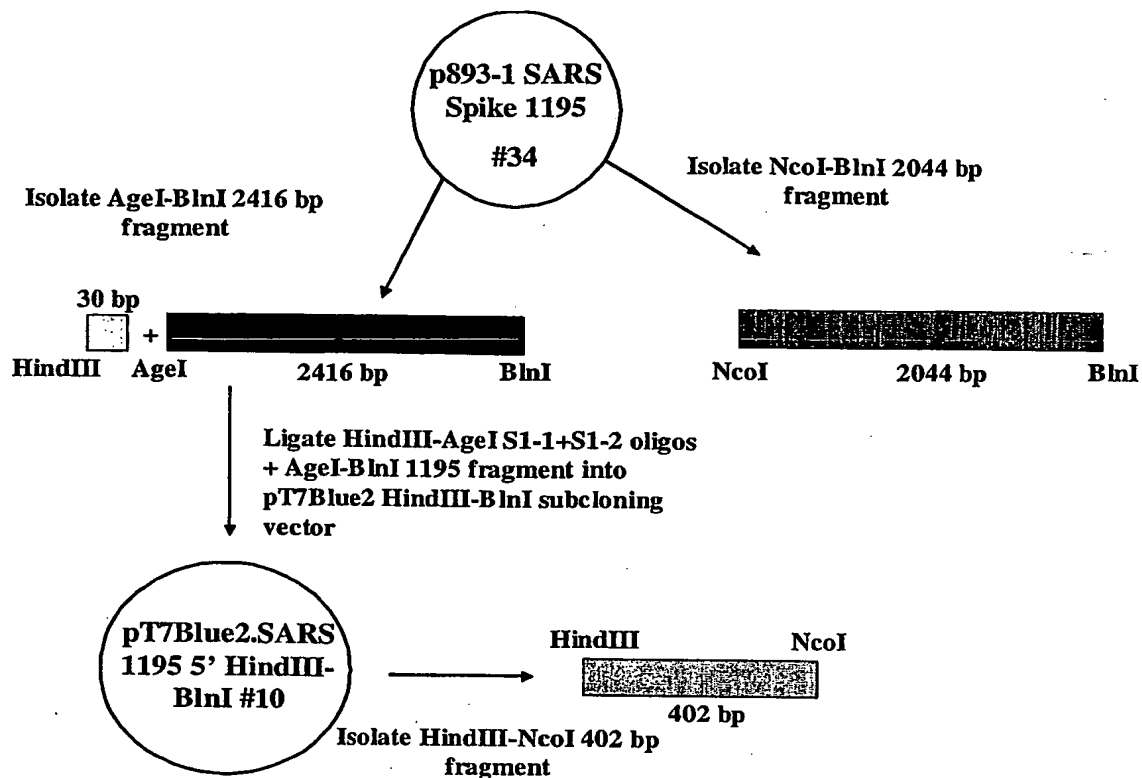 p893-1 SARS
Spike 1195
#34
Isolate AgeI-BlnI 2416 bp
fragment
Isolate NcoI-BlnI 2044 bp
fragment
30 bp
+
HindIII
AgeI
2416 bp
BlnI
NcoI
2044 bp
BlnI
Ligate HindIII-AgeI S1-1+S1-2 oligos
+ AgeI-BlnI 1195 fragment into
pT7Blue2 HindIII-BlnI subcloning
vector
pT7Blue2.SARS
1195 5’ HindIII-
BlnI #10
HindIII
NcoI
402 bp
Isolate HindIII-NcoI 402 bp
fragment